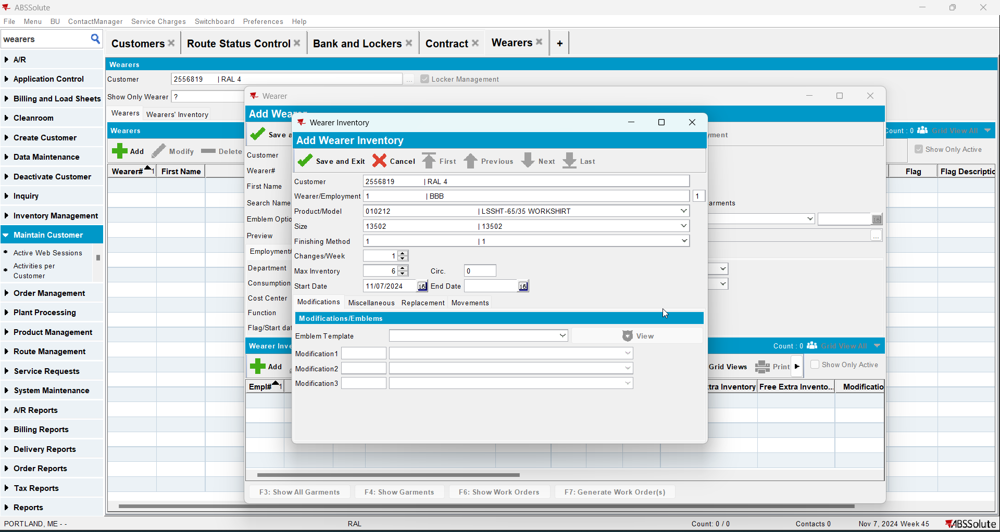 ABSSolute
File Menu BU ContactManager Service Charges Switchboard Preferences Help
wearers
Customers Route Status Control Bank and Lockers Contract Wearers +
A/R
Application Control
Billing and Load Sheets
Cleanroom
Create Customer
Data Maintenance
Deactivate Customer
Inquiry
Inventory Management
Maintain Customer
Active Web Sessions
Activities per
Customer
Order Management
Plant Processing
Product Management
Route Management
Service Requests
System Maintenance
A/R Reports
Billing Reports
Delivery Reports
Order Reports
Tax Reports
Reports
Wearers
Customer 2556819 | RAL 4 ... Locker Management
Show Only Wearer ?
Wearers Wearers' Inventory
Wearers
Count : 0 Grid View All
Add Modify Delete
Show Only Active
Wearer# 1 First Name
Flag Flag Descriptio
Wearer
Add Wearer
Save a
Customer
Wearer#
First Name
Search Name
Emblem Optio
Preview
Employment#
Department
Consumption
Cost Center
Function
Flag/Start da
yment
arments
16
...
Wearer Inve
Count : 0 Grid View All
Add
Grid Views Print Show Only Active
Empl# 1
tra Inventory Free Extra Invento... Modificatio
F3: Show All Garments F4: Show Garments F6: Show Work Orders F7: Generate Work Order(s)
Wearer Inventory
Add Wearer Inventory
Save and Exit Cancel First Previous Next Last
Customer 2556819 | RAL 4
Wearer/Employment 1 | BBB 1
Product/Model 010212 | LSSHT-65/35 WORKSHIRT
Size 13502 | 13502
Finishing Method 1 | 1
Changes/Week 1
Max Inventory 6 Circ. 0
Start Date 11/07/2024 16 End Date 16
Modifications Miscellaneous Replacement Movements
Modifications/Emblems
Emblem Template View
Modification1
Modification2
Modification3
PORTLAND, ME - - RAL Count: 0 / 0 Contacts 0 Nov 7, 2024 Week 45 ABSSolute